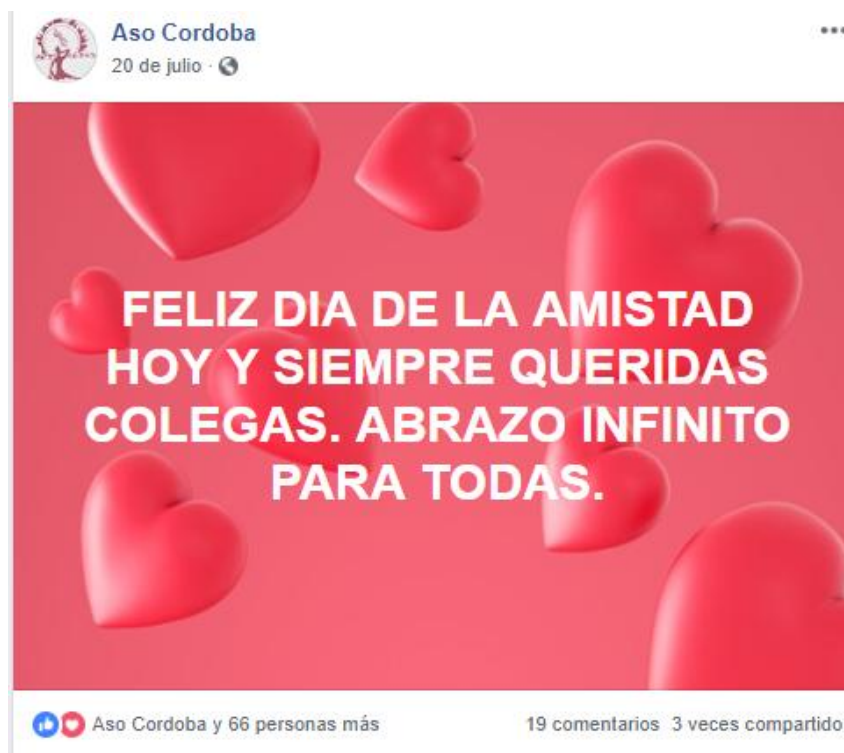 Aso Cordoba
20 de julio
FELIZ DIA DE LA AMISTAD
HOY Y SIEMPRE QUERIDAS
COLEGAS. ABRAZO INFINITO
PARA TODAS.
Aso Cordoba y 66 personas más
19 comentarios 3 veces compartido